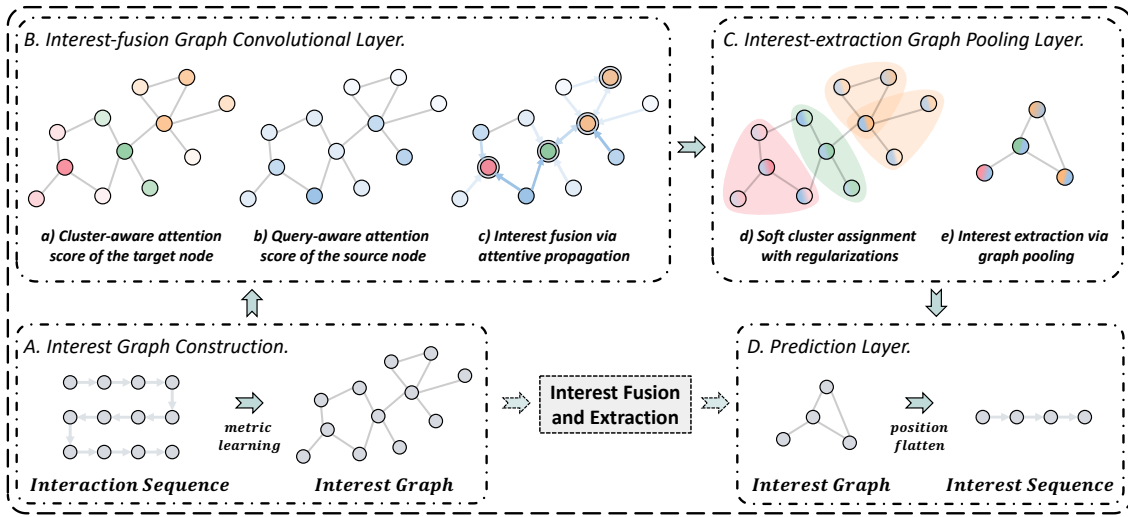 B. Interest-fusion Graph Convolutional Layer.
a) Cluster-aware attention
score of the target node
b) Query-aware attention
score of the source node
c) Interest fusion via
attentive propagation
C. Interest-extraction Graph Pooling Layer.
d) Soft cluster assignment
with regularizations
e) Interest extraction via
graph pooling
A. Interest Graph Construction.
metric
learning
Interaction Sequence
Interest Graph
Interest Fusion
and Extraction
D. Prediction Layer.
position
flatten
Interest Graph
Interest Sequence